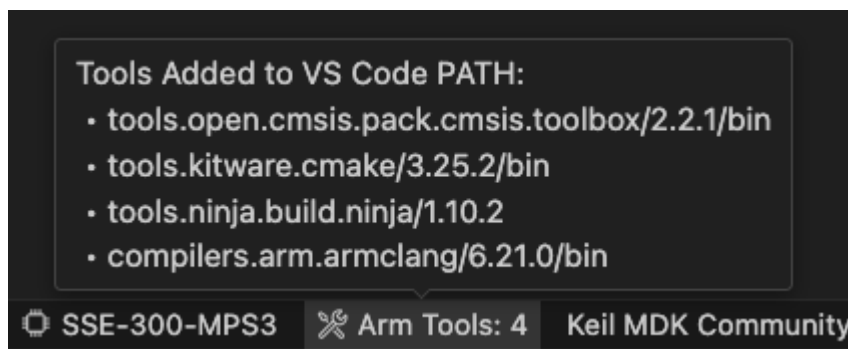 Tools Added to VS Code PATH:
• tools.open.cmsis.pack.cmsis.toolbox/2.2.1/bin
• tools.kitware.cmake/3.25.2/bin
• tools.ninja.build.ninja/1.10.2
• compilers.arm.armclang/6.21.0/bin
SSE-300-MPS3 Arm Tools: 4 Keil MDK Community